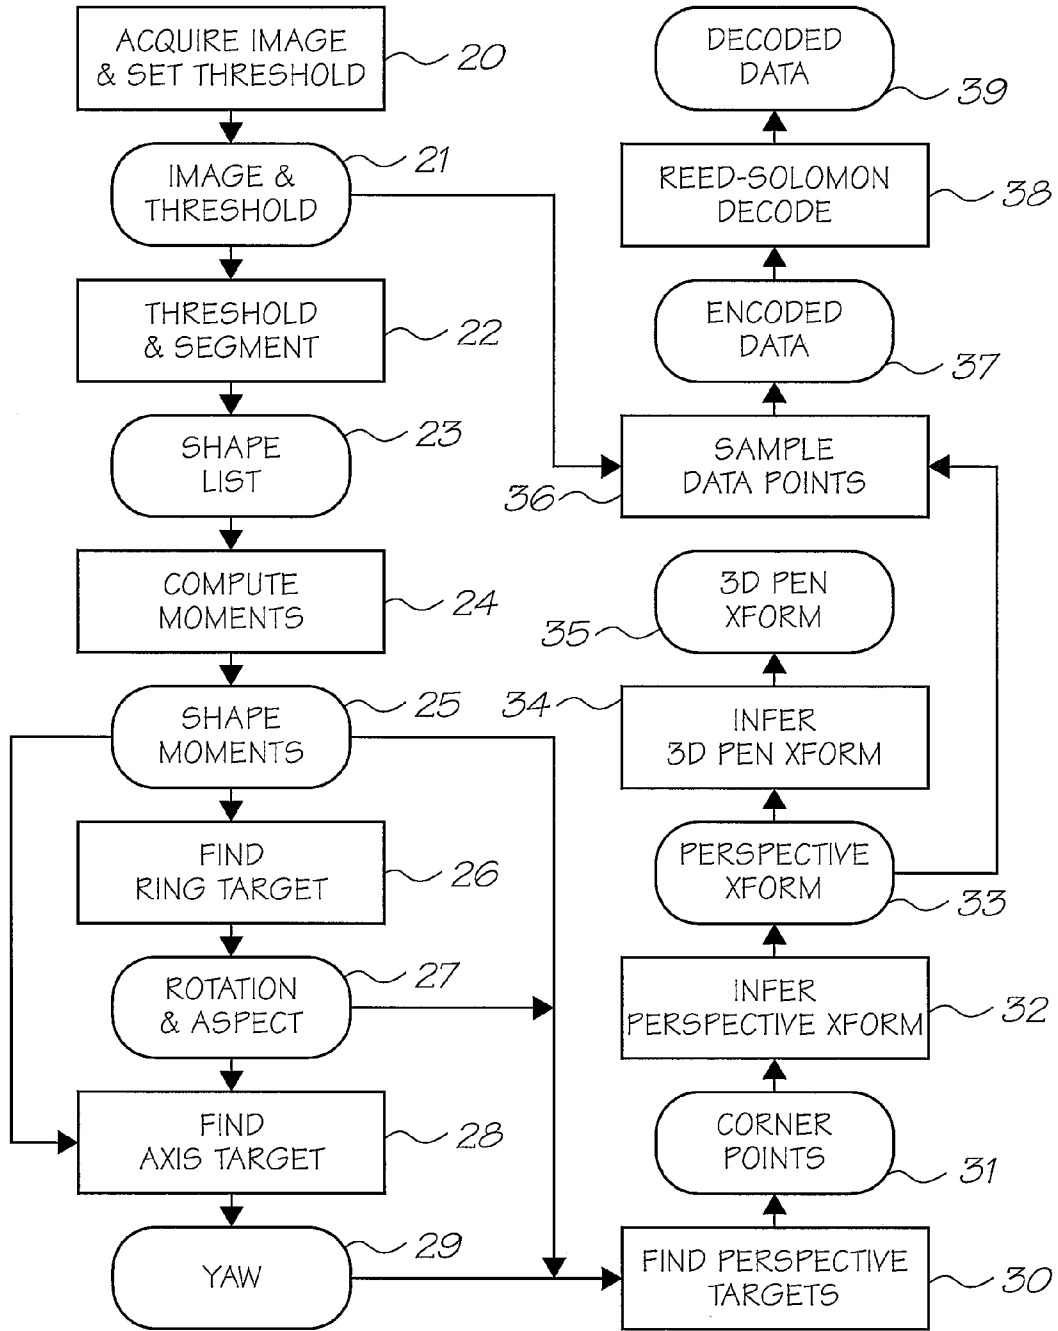 ACQUIRE IMAGE
& SET THRESHOLD
20
IMAGE &
THRESHOLD
21
THRESHOLD
& SEGMENT
22
SHAPE
LIST
23
COMPUTE
MOMENTS
24
SHAPE
MOMENTS
25
FIND
RING TARGET
26
ROTATION
& ASPECT
27
FIND
AXIS TARGET
28
YAW
29
FIND PERSPECTIVE
TARGETS
30
CORNER
POINTS
31
INFER
PERSPECTIVE XFORM
32
PERSPECTIVE
XFORM
33
INFER
3D PEN XFORM
34
3D PEN
XFORM
35
SAMPLE
DATA POINTS
36
ENCODED
DATA
37
REED-SOLOMON
DECODE
38
DECODED
DATA
39